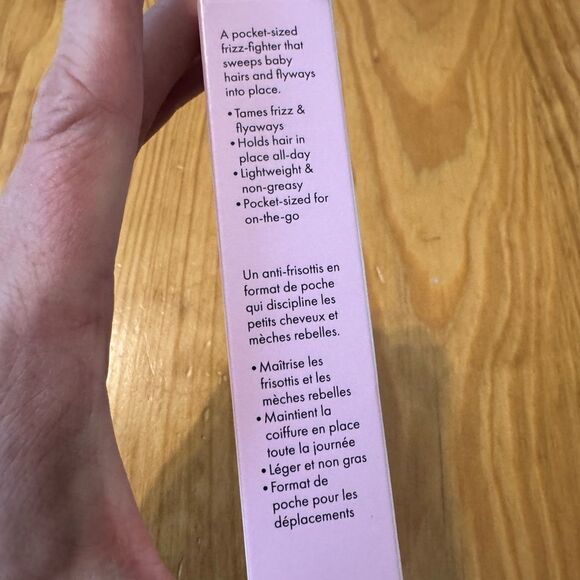 A pocket-sized
frizz-fighter that
sweeps baby
hairs and flyways
into place.
• Tames frizz &
flyaways
• Holds hair in
place all-day
• Lightweight &
non-greasy
• Pocket-sized for
on-the-go
Un anti-frisottis en
format de poche
qui discipline les
petits cheveux et
mèches rebelles.
• Maîtrise les
frisottis et les
mèches rebelles
• Maintient la
coiffure en place
toute la journée
• Léger et non gras
• Format de
poche pour les
déplacements